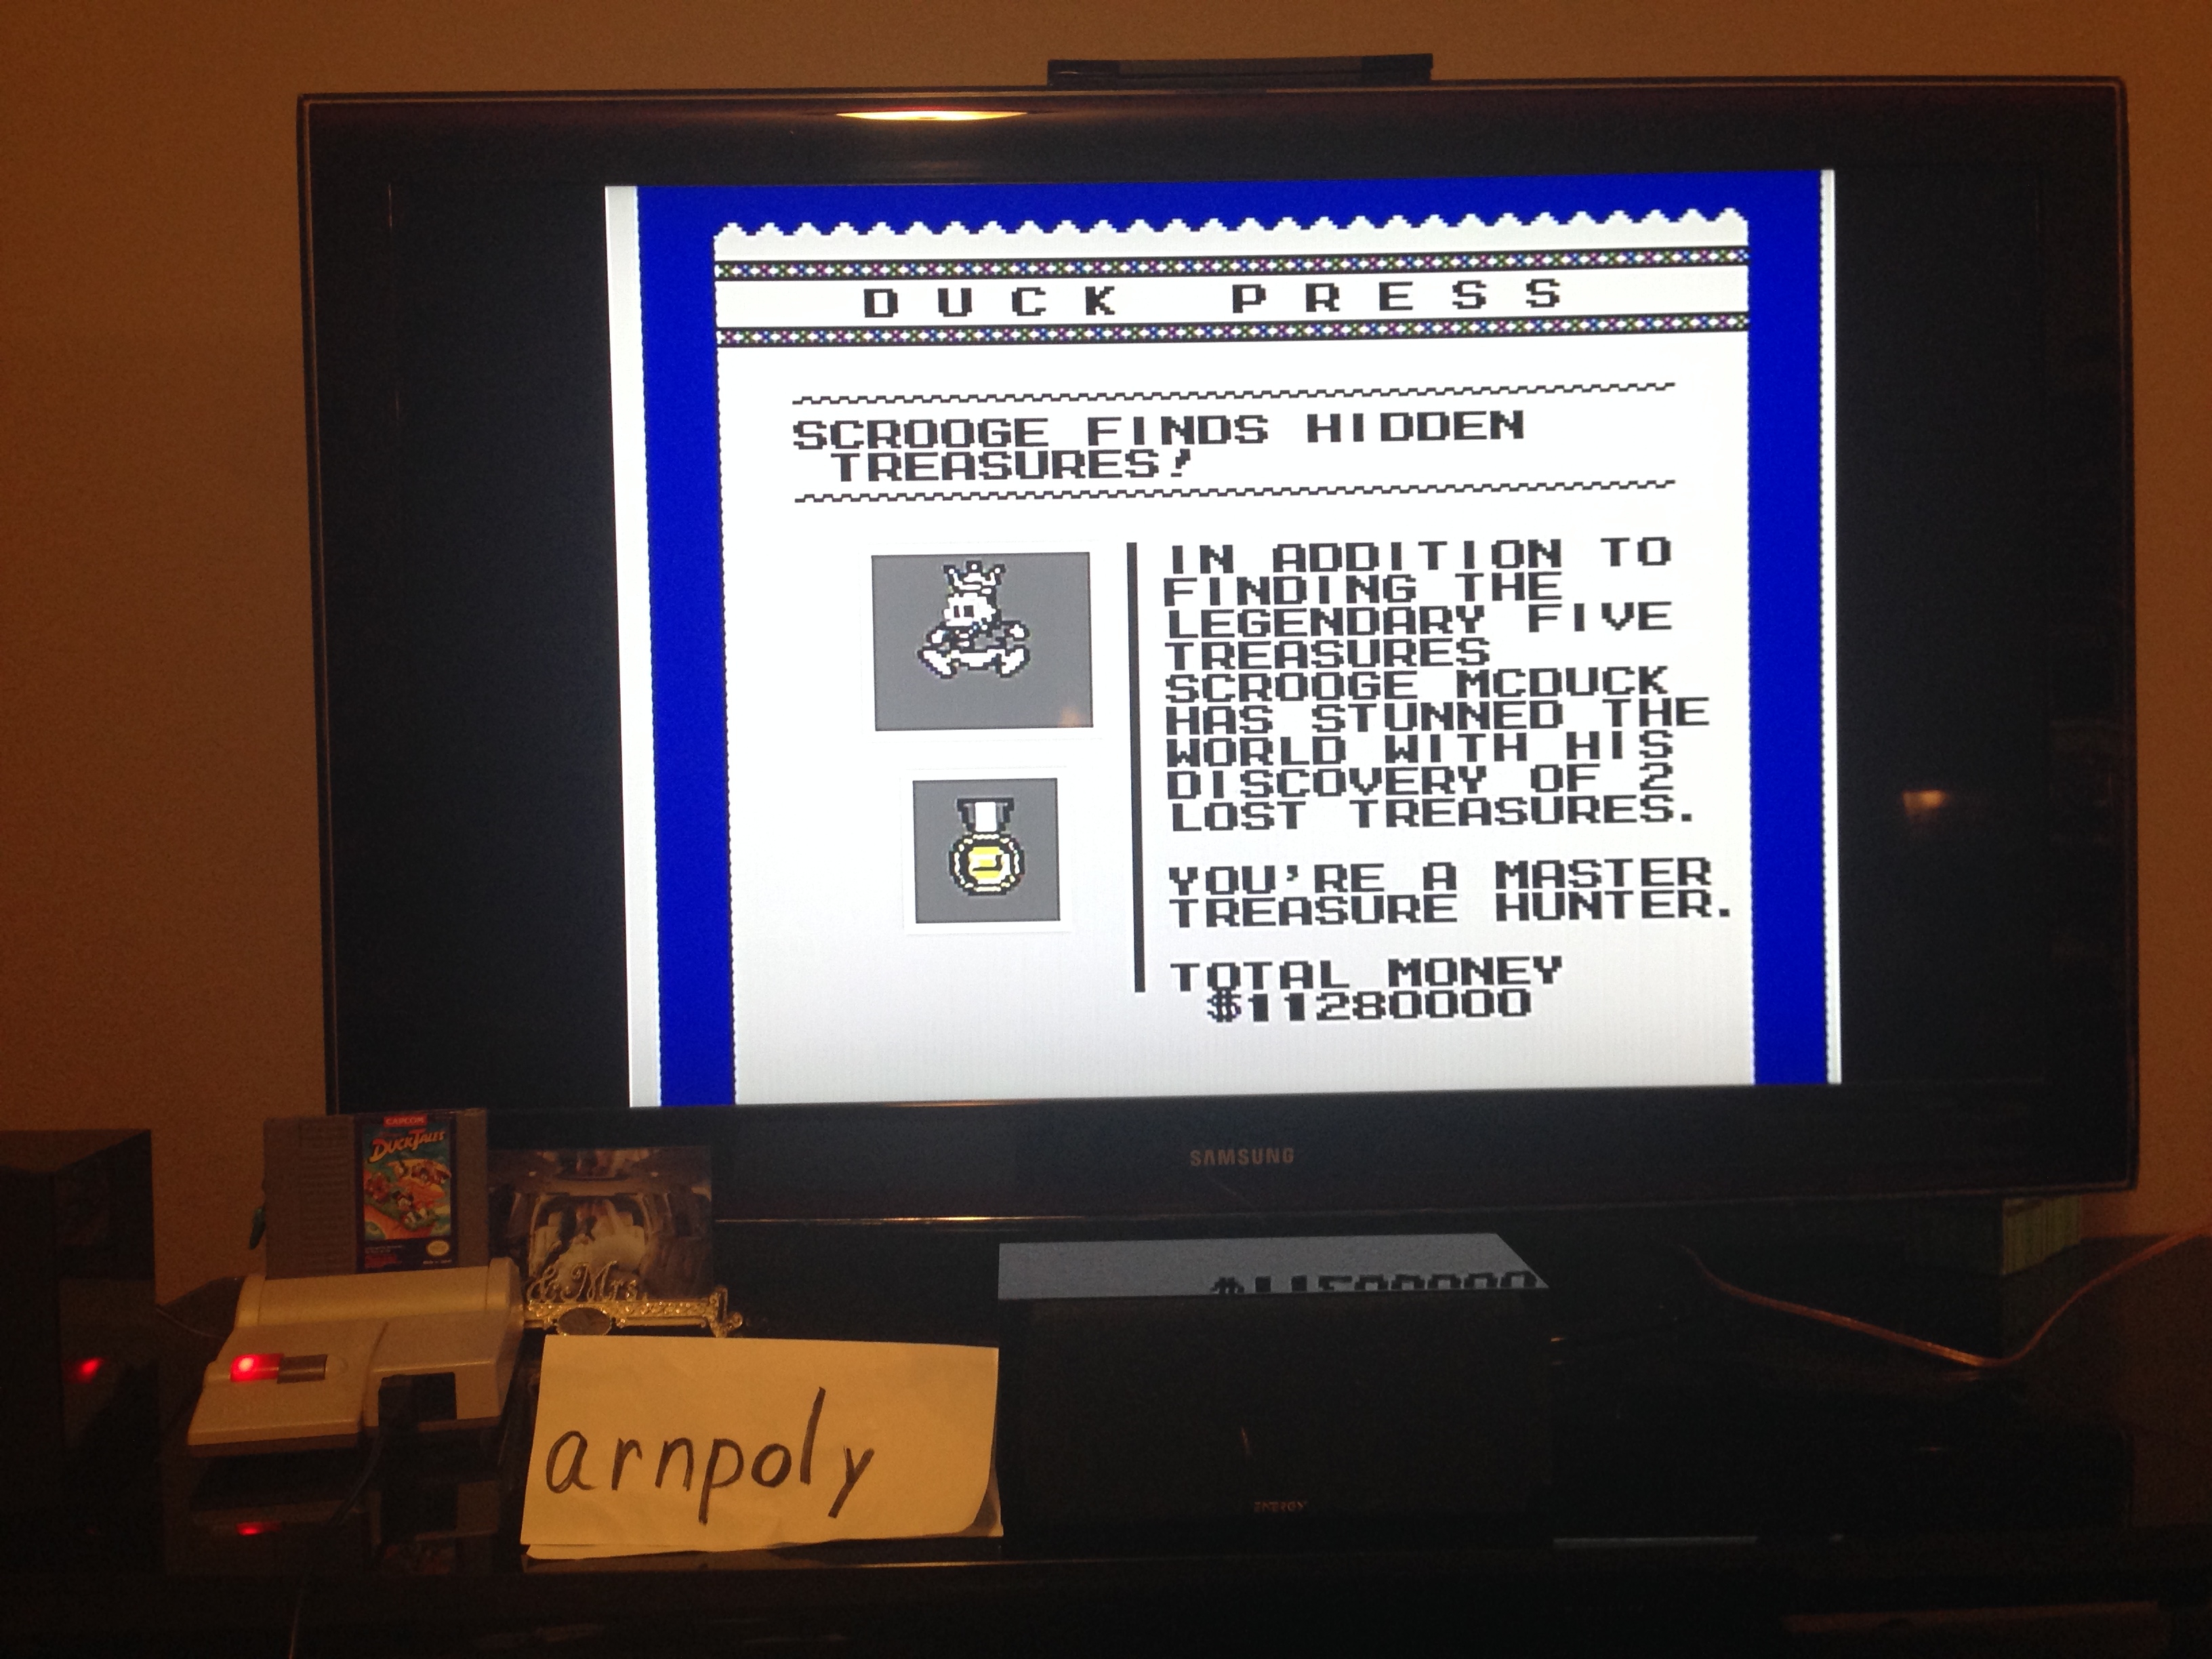 DUCK PRESS
SCROOGE FINDS HIDDEN
TREASURES!
IN ADDITION TO
FINDING THE
LEGENDARY FIVE
TREASURES
SCROOGE MCDUCK
HAS STUNNED THE
WORLD WITH HIS
DISCOVERY OF 2
LOST TREASURES.
YOU'RE A MASTER
TREASURE HUNTER.
TOTAL MONEY
$11280000
SAMSUNG
CAPCOM
DUCKTALES
& Mrs.
arnpoly
ENERGY